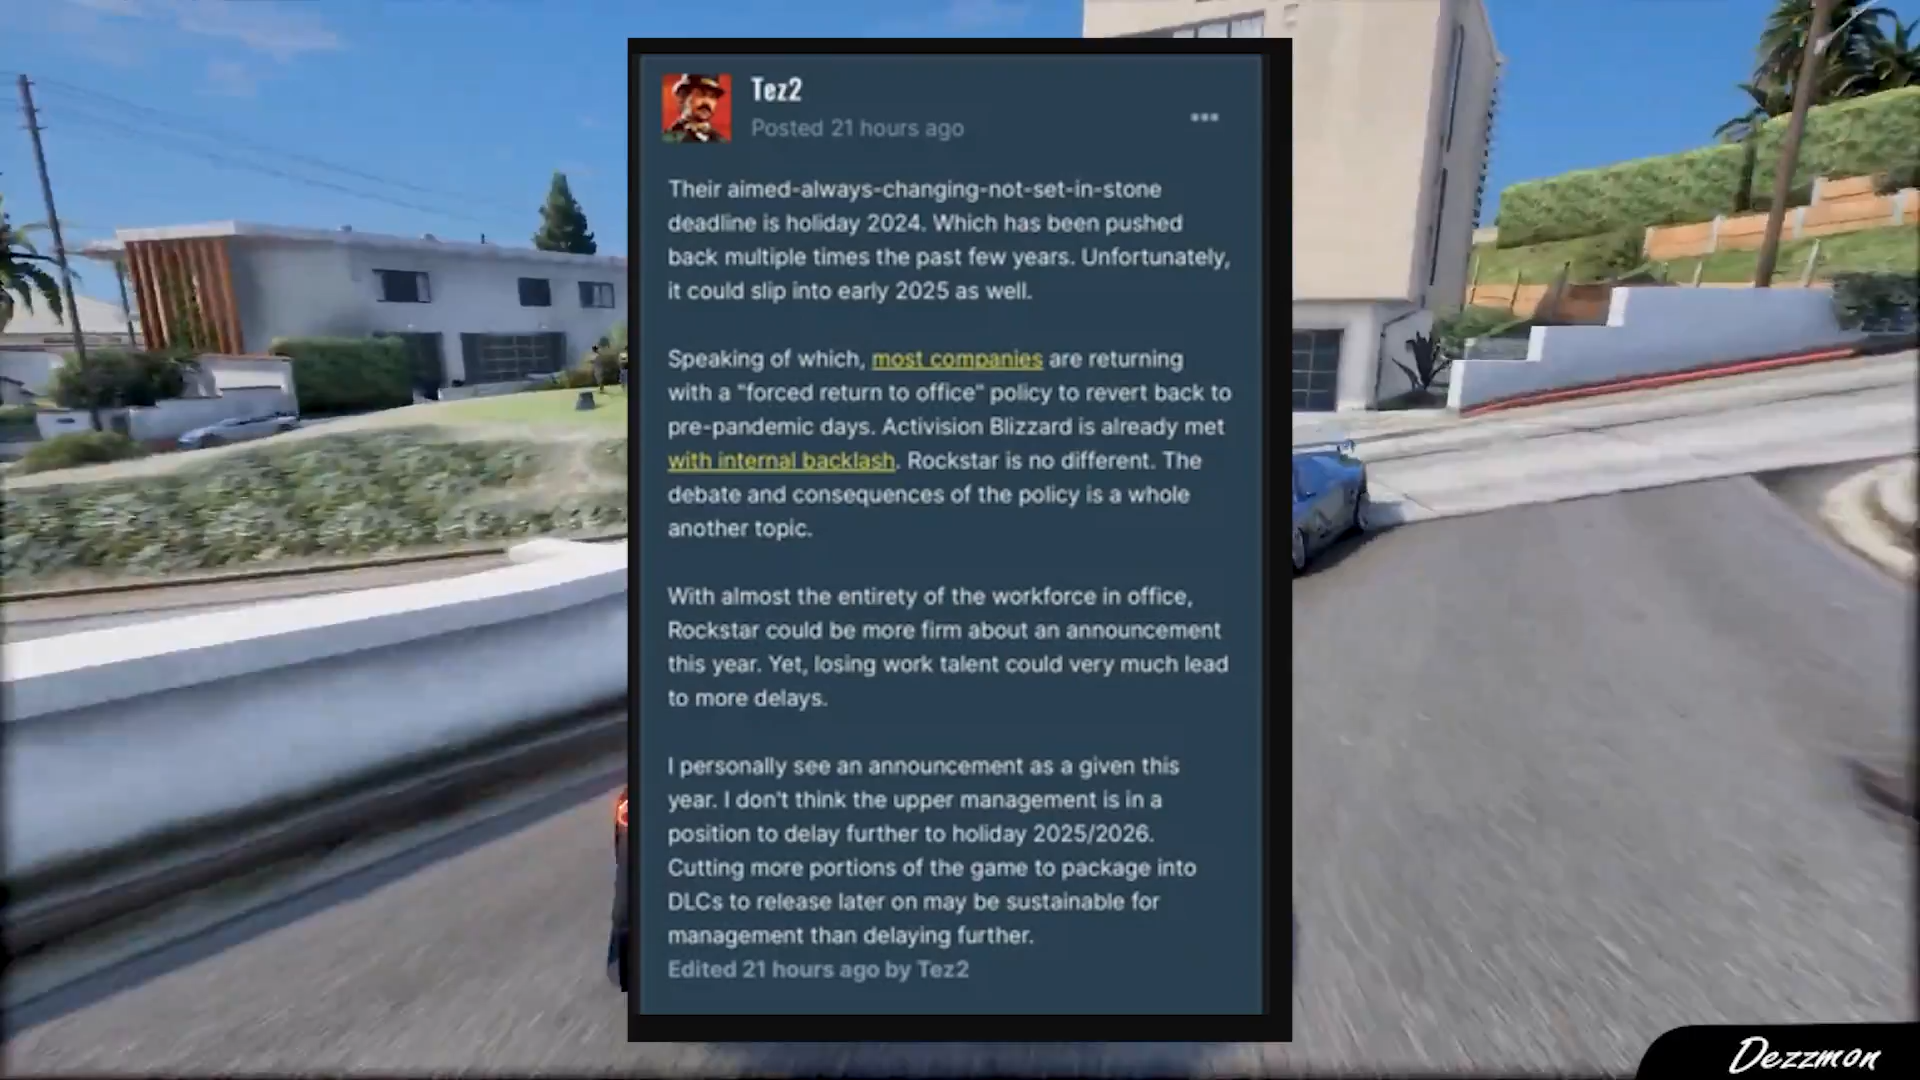 Tez2
Posted 21 hours ago
Their aimed-always-changing-not-set-in-stone
deadline is holiday 2024. Which has been pushed
back multiple times the past few years. Unfortunately,
it could slip into early 2025 as well.
Speaking of which, most companies are returning
with a "forced return to office" policy to revert back to
pre-pandemic days. Activision Blizzard is already met
with internal backlash. Rockstar is no different. The
debate and consequences of the policy is a whole
another topic.
With almost the entirety of the workforce in office,
Rockstar could be more firm about an announcement
this year. Yet, losing work talent could very much lead
to more delays.
I personally see an announcement as a given this
year. I don't think the upper management is in a
position to delay further to holiday 2025/2026.
Cutting more portions of the game to package into
DLCs to release later on may be sustainable for
management than delaying further.
Edited 21 hours ago by Tez2
Dezzmon